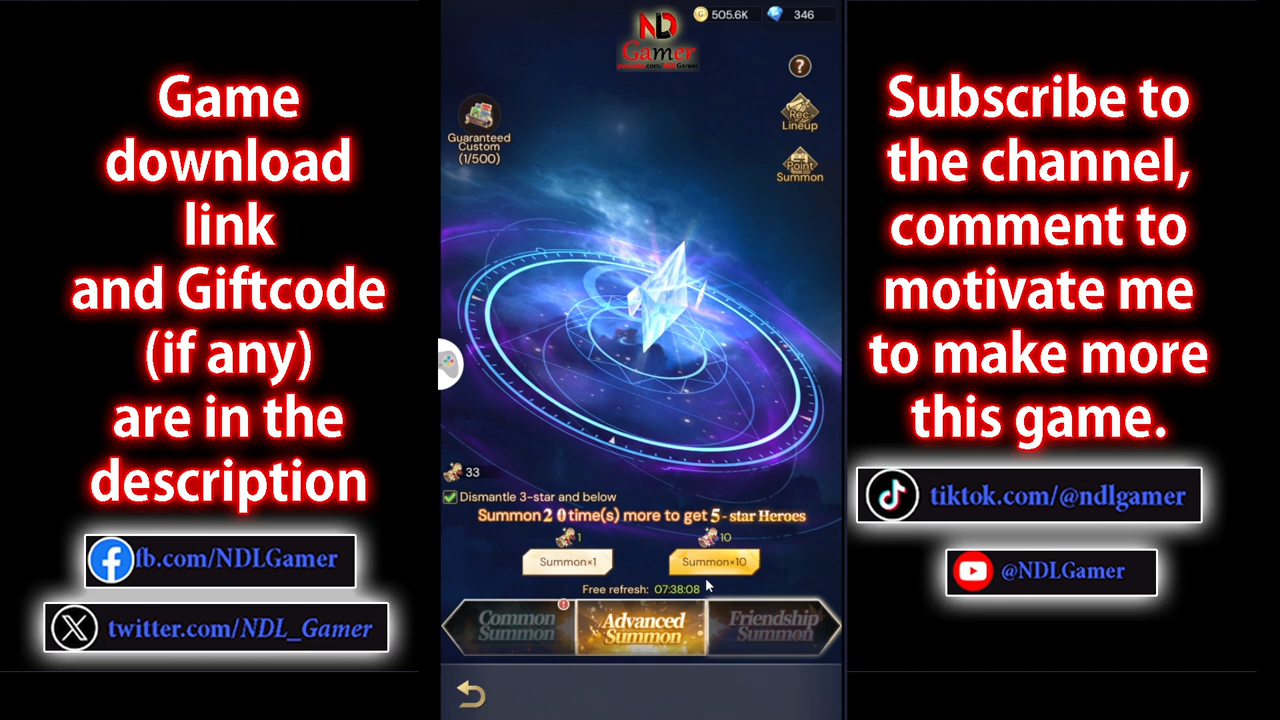 Game
download
link
and Giftcode
(if any)
are in the
description
fb.com/NDLGamer
twitter.com/NDL_Gamer
505.6K
346
ND
Gamer
?
Guaranteed
Custom
(1/500)
Rec.
Lineup
Point
Summon
33
Dismantle 3-star and below
Summon 20 time(s) more to get 5-star Heroes
1
10
Summon×1
Summon×10
Free refresh: 07:38:08
Common
Summon
Advanced
Summon
Friendship
Summon
Subscribe to
the channel,
comment to
motivate me
to make more
this game.
tiktok.com/@ndlgamer
@NDLGamer